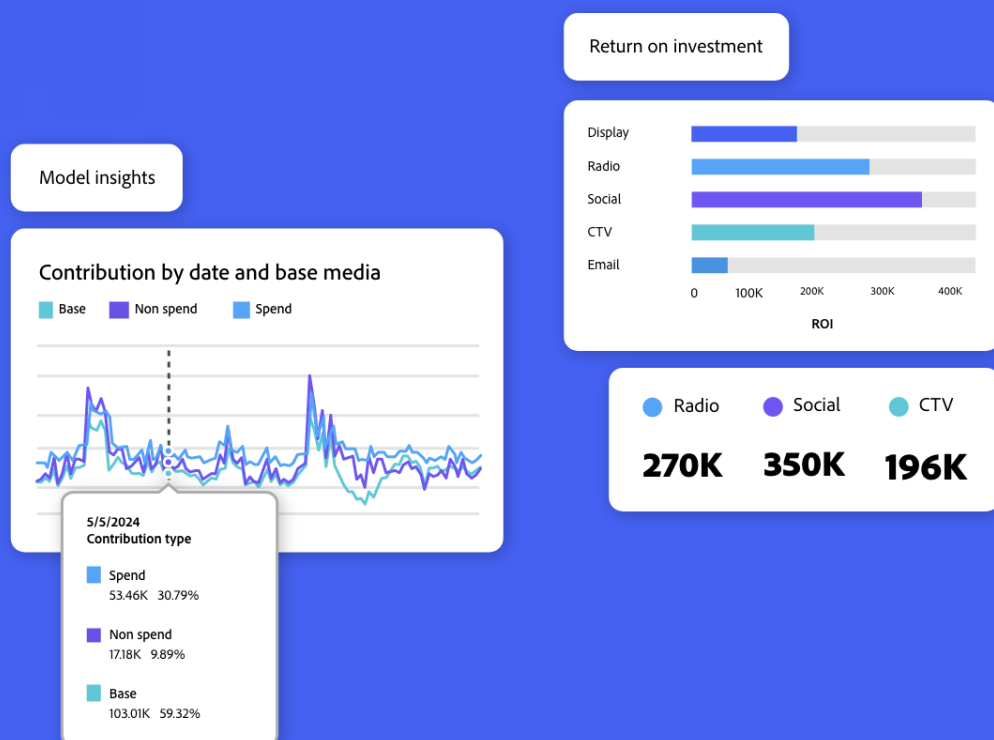 Model insights
Contribution by date and base media
Base Non spend Spend
5/5/2024
Contribution type
Spend
53.46K 30.79%
Non spend
17.18K 9.89%
Base
103.01K 59.32%
Return on investment
Display
Radio
Social
CTV
Email
0 100K 200K 300K 400K
ROI
Radio Social CTV
270K 350K 196K